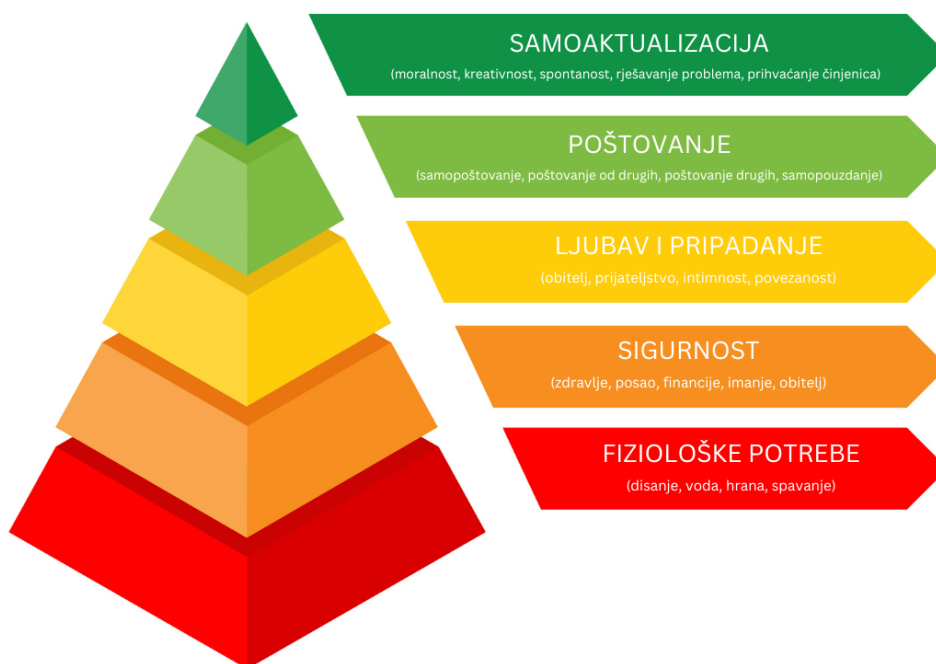 SAMOAKTUALIZACIJA
(moralnost, kreativnost, spontanost, rješavanje problema, prihvaćanje činjenica)
POŠTOVANJE
(samopoštovanje, poštovanje od drugih, poštovanje drugih, samopouzdanje)
LJUBAV I PRIPADANJE
(obitelj, prijateljstvo, intimnost, povezanost)
SIGURNOST
(zdravlje, posao, financije, imanje, obitelj)
FIZIOLOŠKE POTREBE
(disanje, voda, hrana, spavanje)